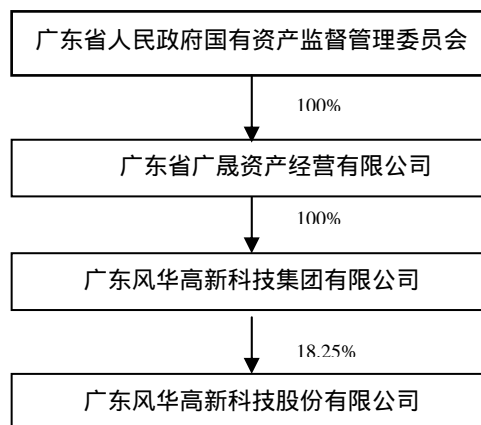 广东省人民政府国有资产监督管理委员会
100%
广东省广晟资产经营有限公司
100%
广东风华高新科技集团有限公司
18.25%
广东风华高新科技股份有限公司